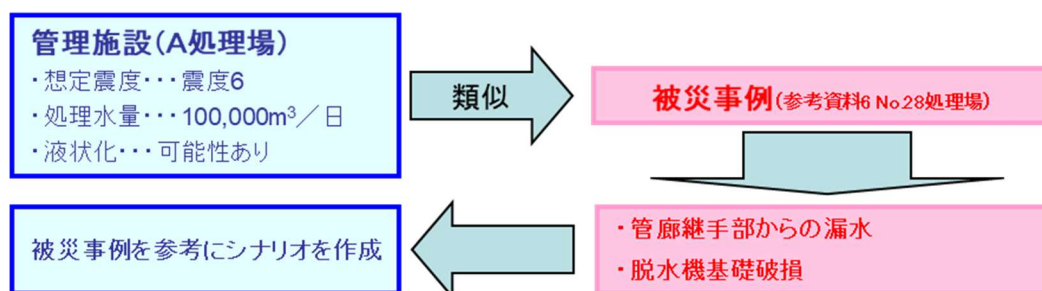 管理施設(A処理場)
・想定震度・・・震度6
・処理水量・・・100,000m³／日
・液状化・・・可能性あり
類似
被災事例(参考資料6 No.28処理場)
・管廊継手部からの漏水
・脱水機基礎破損
被災事例を参考にシナリオを作成